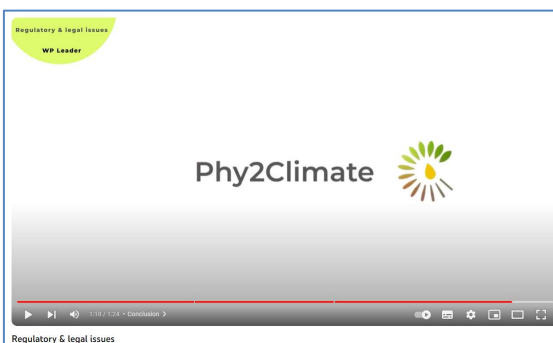 Regulatory & legal issues
WP Leader
Phy2Climate
1:18 / 1:24 • Conclusion >
Regulatory & legal issues